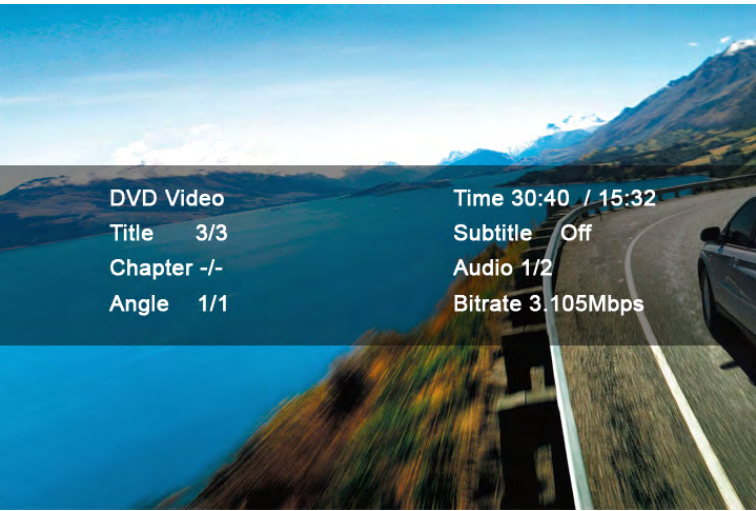 DVD Video
Title 3/3
Chapter -/-
Angle 1/1
Time 30:40 / 15:32
Subtitle Off
Audio 1/2
Bitrate 3.105Mbps